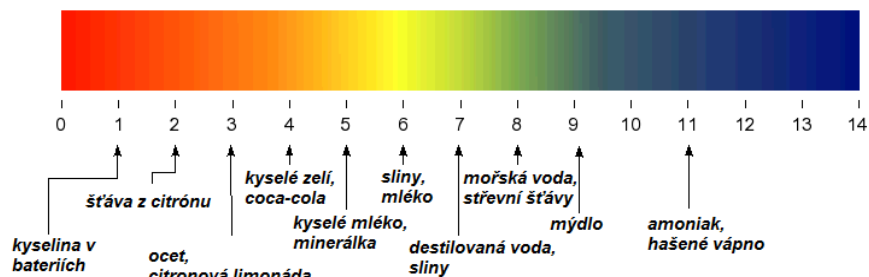 0 1 2 3 4 5 6 7 8 9 10 11 12 13 14
kyselina v
bateriích
šťáva z citrónu
ocet,
citronová limonáda
kyselé zelí,
coca-cola
kyselé mléko,
minerálka
sliny,
mléko
destilovaná voda,
sliny
mořská voda,
střevní šťávy
mýdlo
amoniak,
hašené vápno